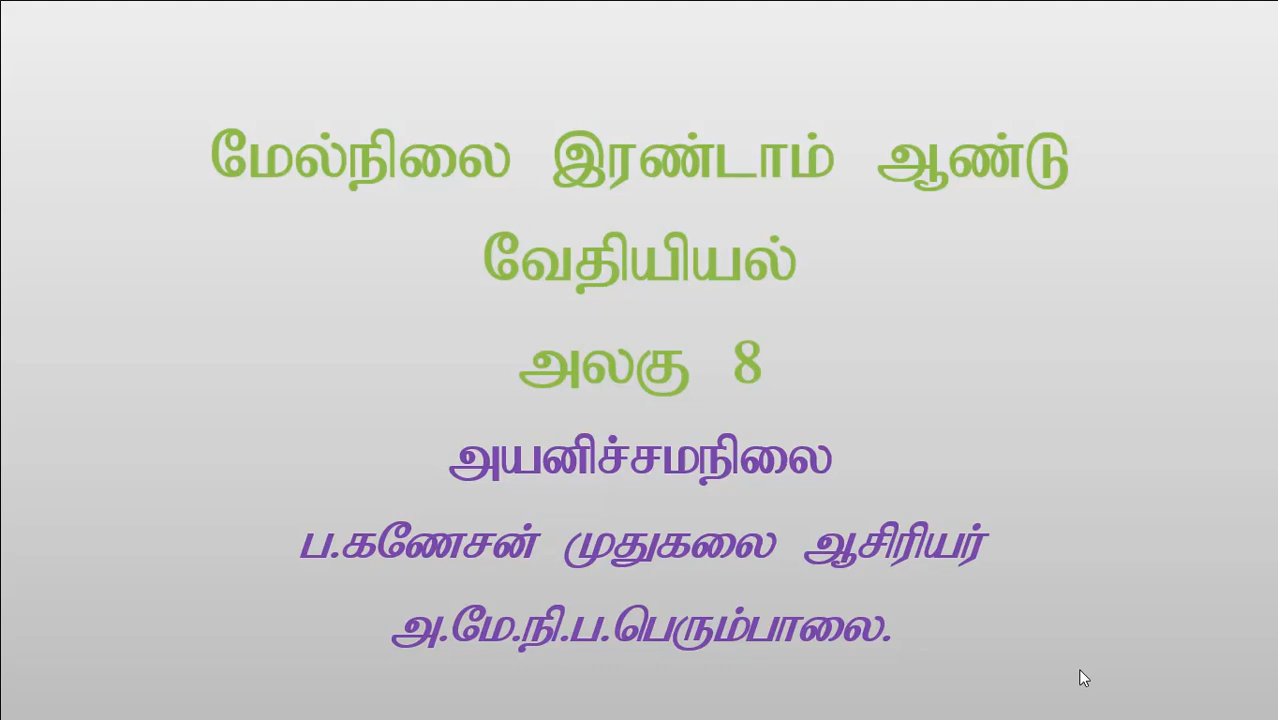 மேல்நிலை இரண்டாம் ஆண்டு
வேதியியல்
அலகு 8
அயனிச்சமநிலை
ப.கணேசன் முதுகலை ஆசிரியர்
அ.மே.நி.ப.பெரும்பாலை.